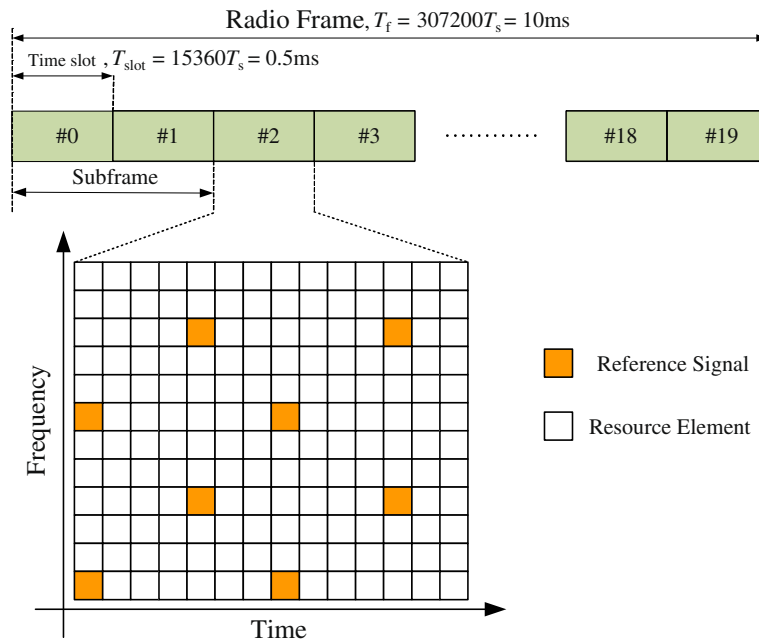 Radio Frame, T_f = 307200T_s = 10ms
Time slot , T_slot = 15360T_s = 0.5ms
#0 #1 #2 #3 #18 #19
Subframe
Frequency
Reference Signal
Resource Element
Time